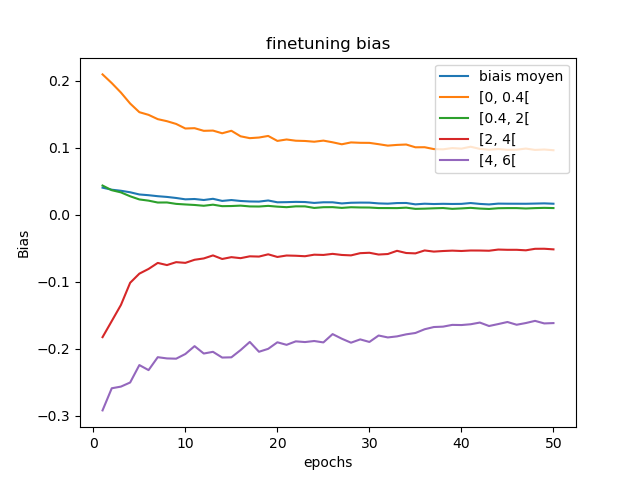 finetuning bias
biais moyen
[0, 0.4[
[0.4, 2[
[2, 4[
[4, 6[
Bias
0.2
0.1
0.0
−0.1
−0.2
−0.3
0 10 20 30 40 50
epochs